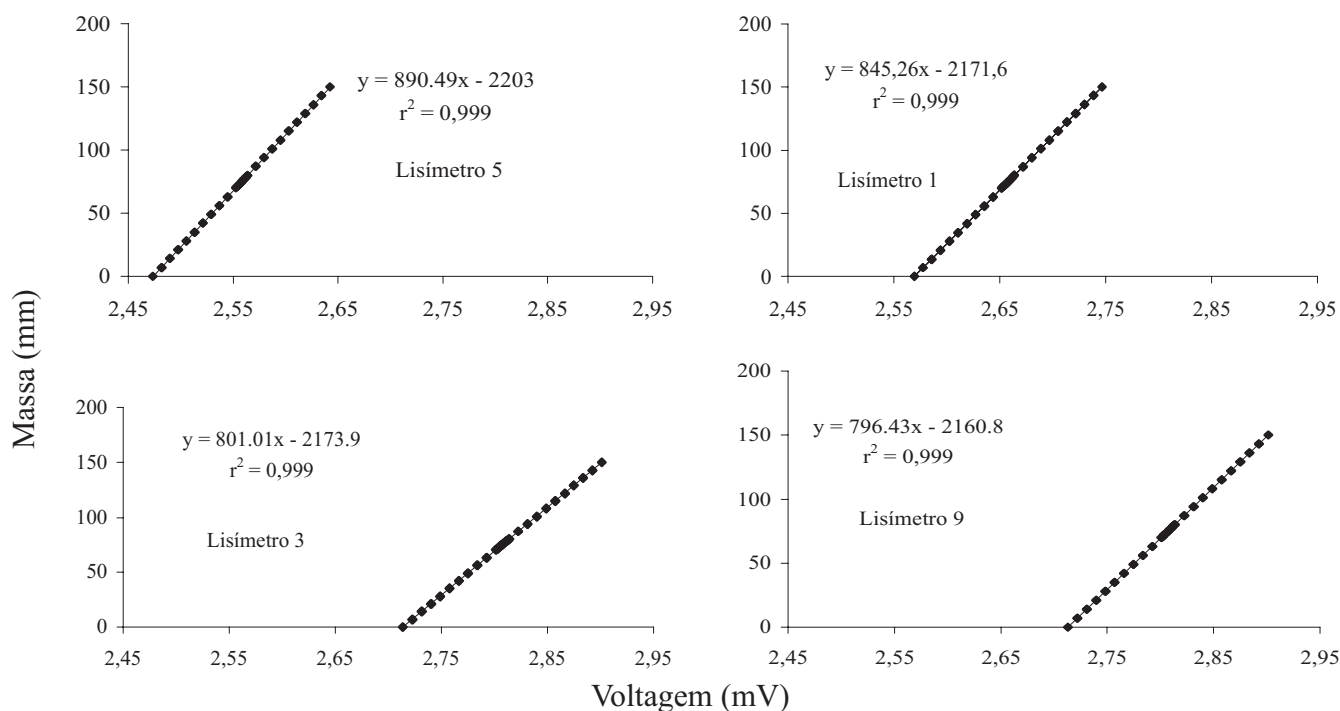 200
150
100
50
0
y = 890.49x - 2203
r² = 0,999
Lisímetro 5
2,45 2,55 2,65 2,75 2,85 2,95
200
150
100
50
0
y = 845,26x - 2171,6
r² = 0,999
Lisímetro 1
2,45 2,55 2,65 2,75 2,85 2,95
Massa (mm)
200
150
100
50
0
y = 801.01x - 2173.9
r² = 0,999
Lisímetro 3
2,45 2,55 2,65 2,75 2,85 2,95
200
150
100
50
0
y = 796.43x - 2160.8
r² = 0,999
Lisímetro 9
2,45 2,55 2,65 2,75 2,85 2,95
Voltagem (mV)